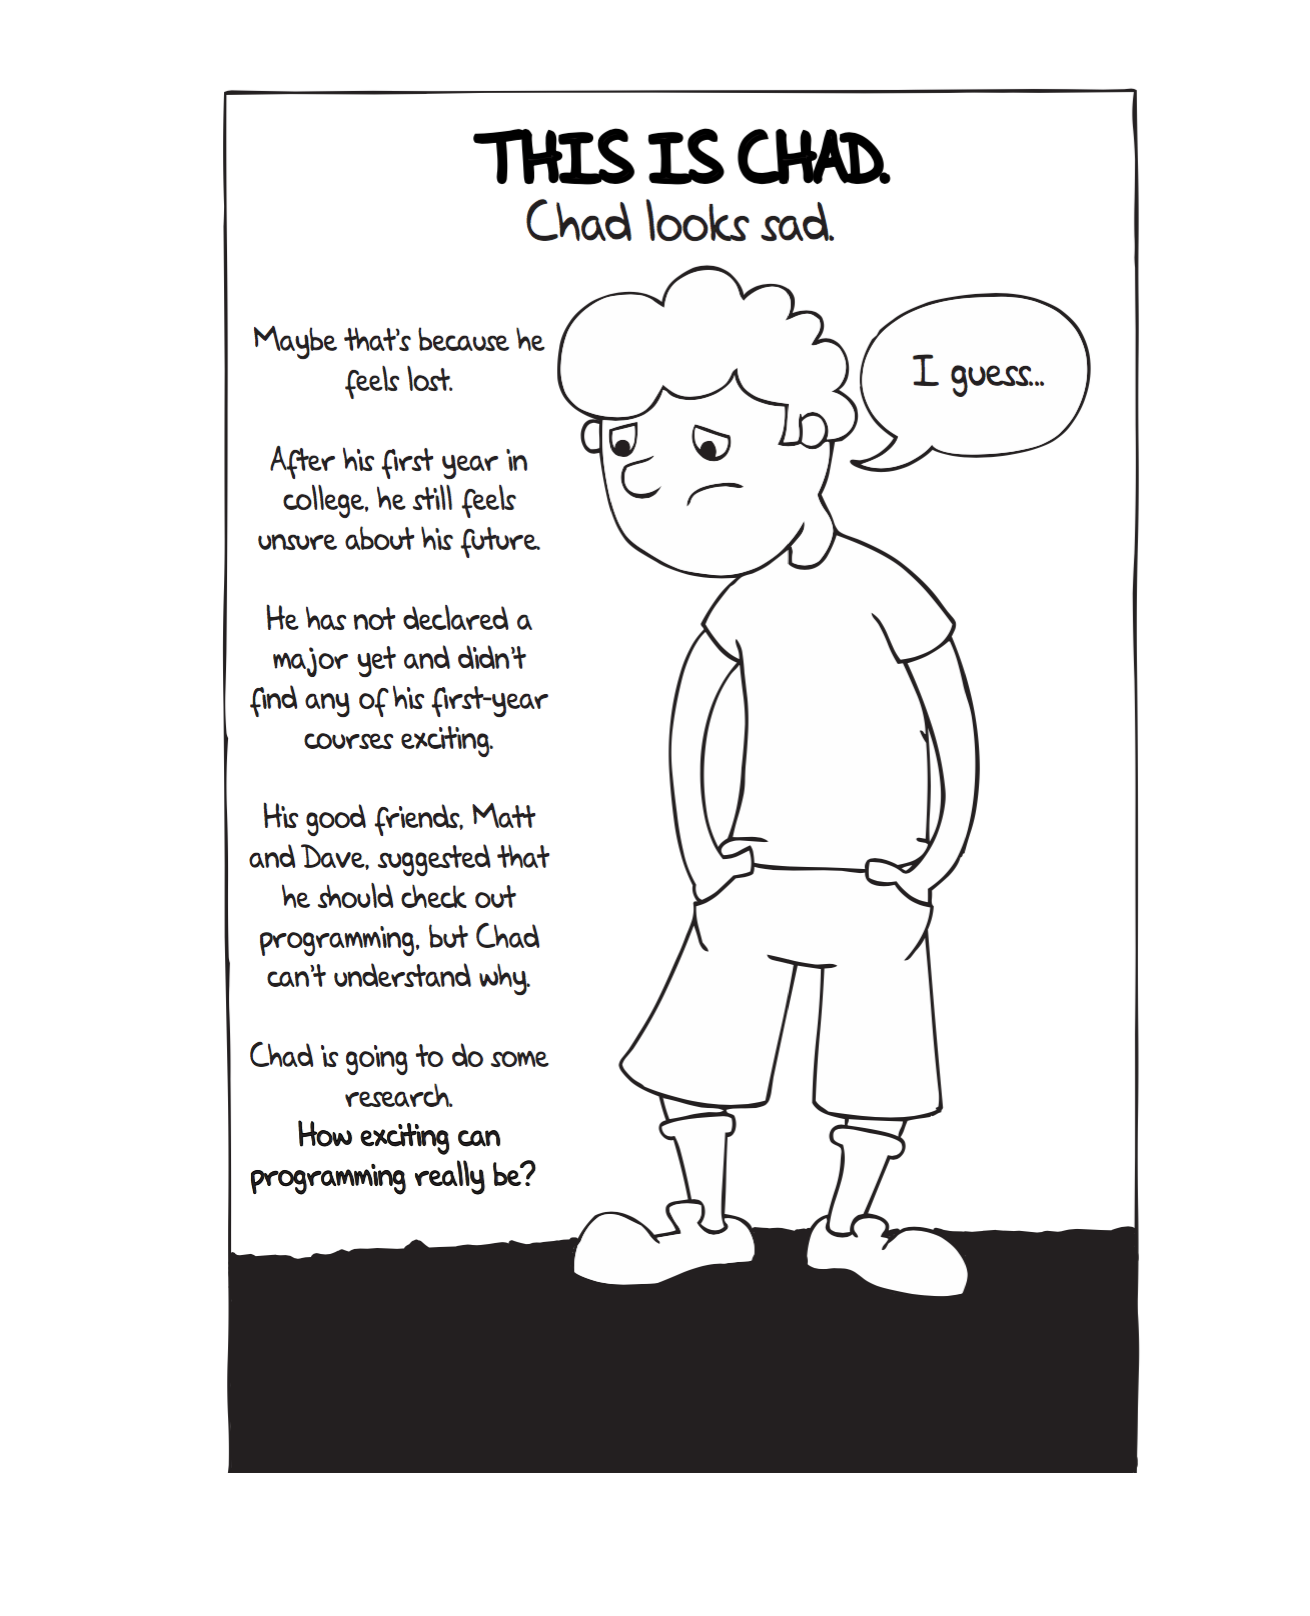 THIS IS CHAD.
Chad looks sad.
Maybe that's because he
feels lost.
I guess...
After his first year in
college, he still feels
unsure about his future.
He has not declared a
major yet and didn't
find any of his first-year
courses exciting.
His good friends, Matt
and Dave, suggested that
he should check out
programming, but Chad
can't understand why.
Chad is going to do some
research.
How exciting can
programming really be?